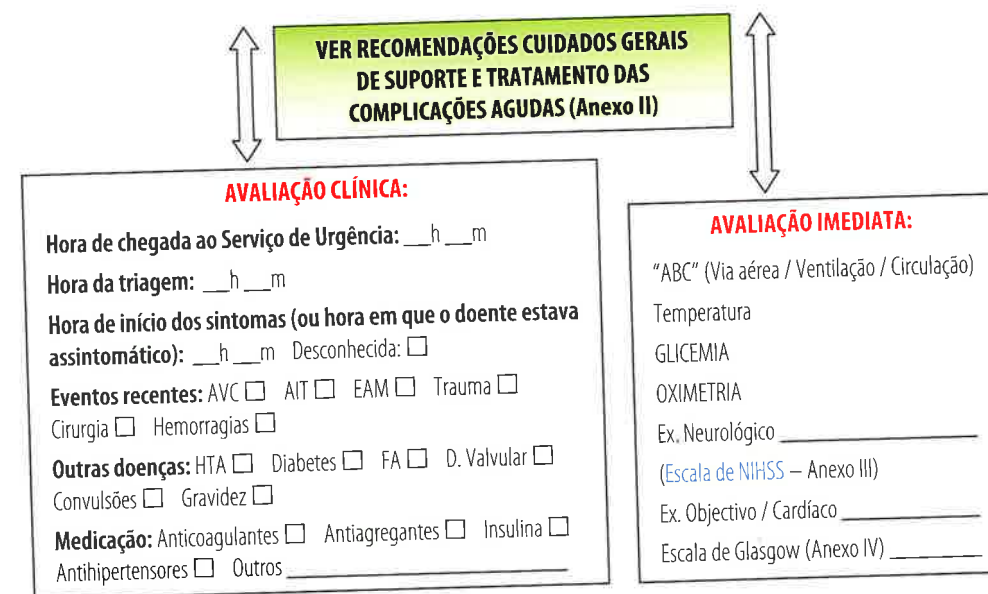 VER RECOMENDAÇÕES CUIDADOS GERAIS
DE SUPORTE E TRATAMENTO DAS
COMPLICAÇÕES AGUDAS (Anexo II)
AVALIAÇÃO CLÍNICA:
Hora de chegada ao Serviço de Urgência: __h __m
Hora da triagem: __h __m
Hora de início dos sintomas (ou hora em que o doente estava
assintomático): __h __m Desconhecida: ☐
Eventos recentes: AVC ☐ AIT ☐ EAM ☐ Trauma ☐
Cirurgia ☐ Hemorragias ☐
Outras doenças: HTA ☐ Diabetes ☐ FA ☐ D. Valvular ☐
Convulsões ☐ Gravidez ☐
Medicação: Anticoagulantes ☐ Antiagregantes ☐ Insulina ☐
Antihipertensores ☐ Outros ____________________
AVALIAÇÃO IMEDIATA:
"ABC" (Via aérea / Ventilação / Circulação)
Temperatura
GLICEMIA
OXIMETRIA
Ex. Neurológico ______________
(Escala de NIHSS – Anexo III)
Ex. Objectivo / Cardíaco __________
Escala de Glasgow (Anexo IV) _______